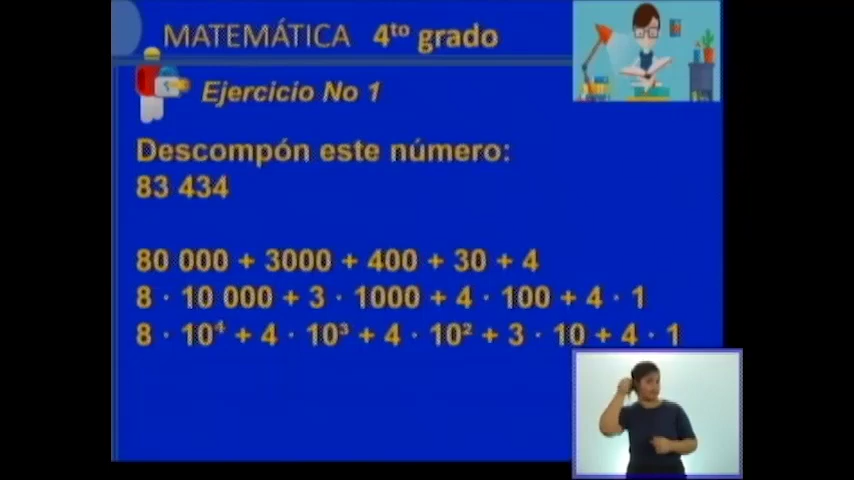 MATEMÁTICA 4ᵗᵒ grado
Ejercicio No 1
Descompón este número:
83 434
80 000 + 3000 + 400 + 30 + 4
8 · 10 000 + 3 · 1000 + 4 · 100 + 4 · 1
8 · 10⁴ + 4 · 10³ + 4 · 10² + 3 · 10 + 4 · 1